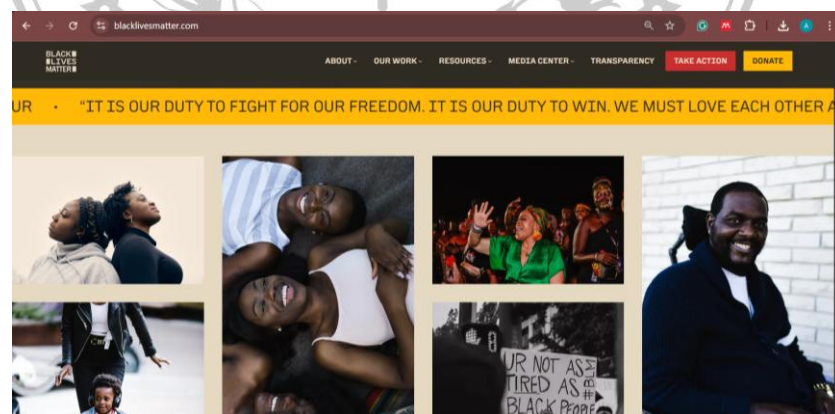 blacklivesmatter.com
BLACK
LIVES
MATTER
ABOUT OUR WORK RESOURCES MEDIA CENTER TRANSPARENCY TAKE ACTION DONATE
UR • “IT IS OUR DUTY TO FIGHT FOR OUR FREEDOM. IT IS OUR DUTY TO WIN. WE MUST LOVE EACH OTHER A
UR NOT AS
TIRED AS
BLACK PEOPLE
#BLM